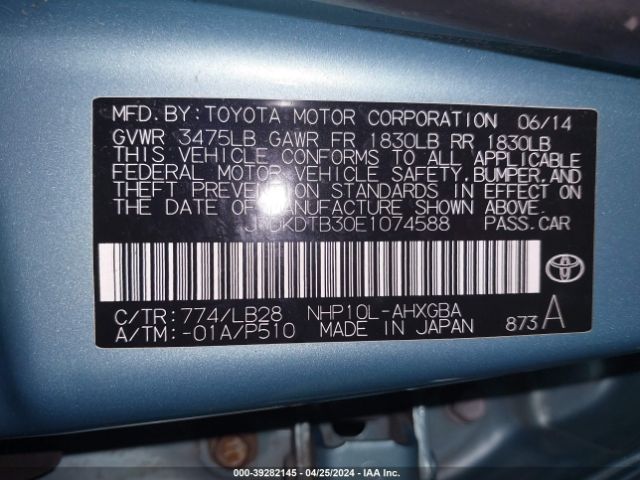 MFD. BY: TOYOTA MOTOR CORPORATION 06/14
GVWR 3475LB GAWR FR 1830LB RR 1830LB
THIS VEHICLE CONFORMS TO ALL APPLICABLE
FEDERAL MOTOR VEHICLE SAFETY, BUMPER, AND
THEFT PREVENTION STANDARDS IN EFFECT ON
THE DATE OF MANUFACTURE SHOWN ABOVE.
PASS. CAR
C/TR: 774/LB28 NHP10L-AHXGBA
A/TM: -01A/P510 MADE IN JAPAN 873 A
TOYOTA
000-39282145 - 04/25/2024 - IAA Inc.